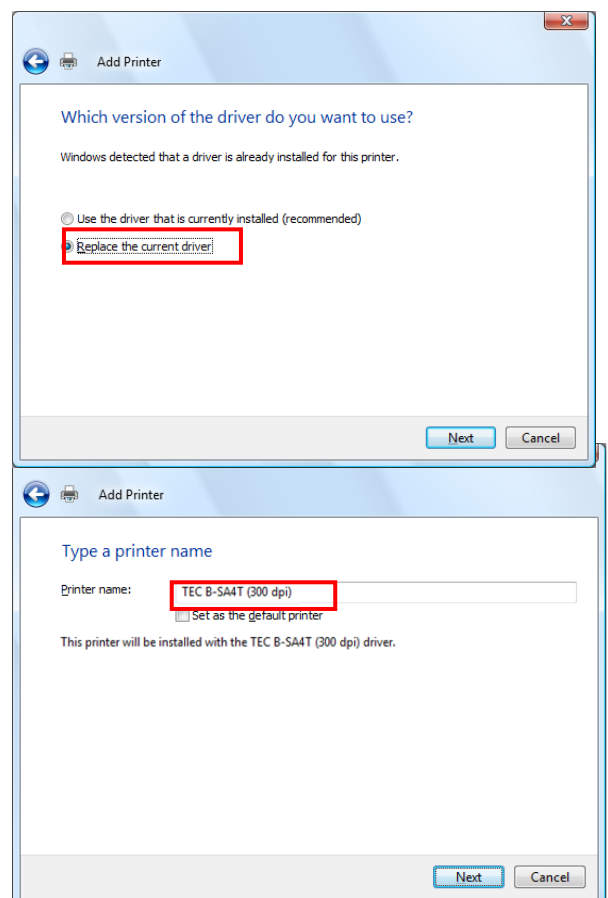 Add Printer
Which version of the driver do you want to use?
Windows detected that a driver is already installed for this printer.
Use the driver that is currently installed (recommended)
Replace the current driver
Next Cancel
Add Printer
Type a printer name
Printer name: TEC B-SA4T (300 dpi)
Set as the default printer
This printer will be installed with the TEC B-SA4T (300 dpi) driver.
Next Cancel